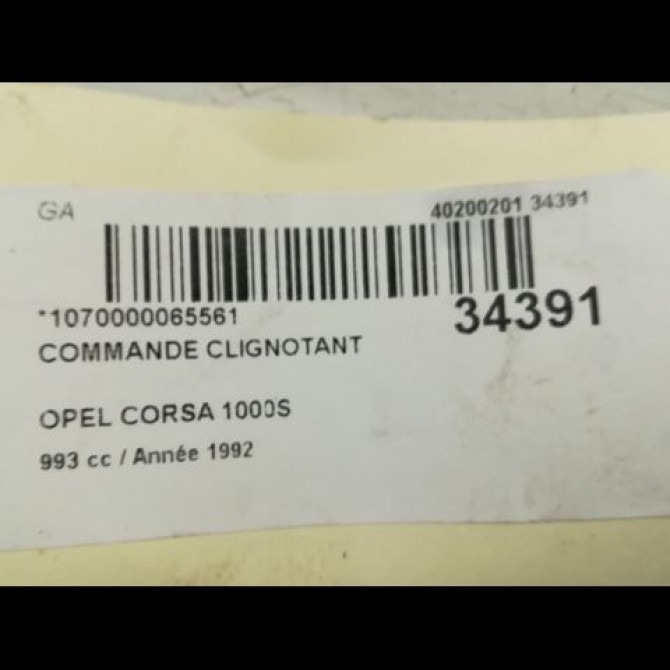 GA 40200201 34391
*1070000065561 34391
COMMANDE CLIGNOTANT
OPEL CORSA 1000S
993 cc / Année 1992